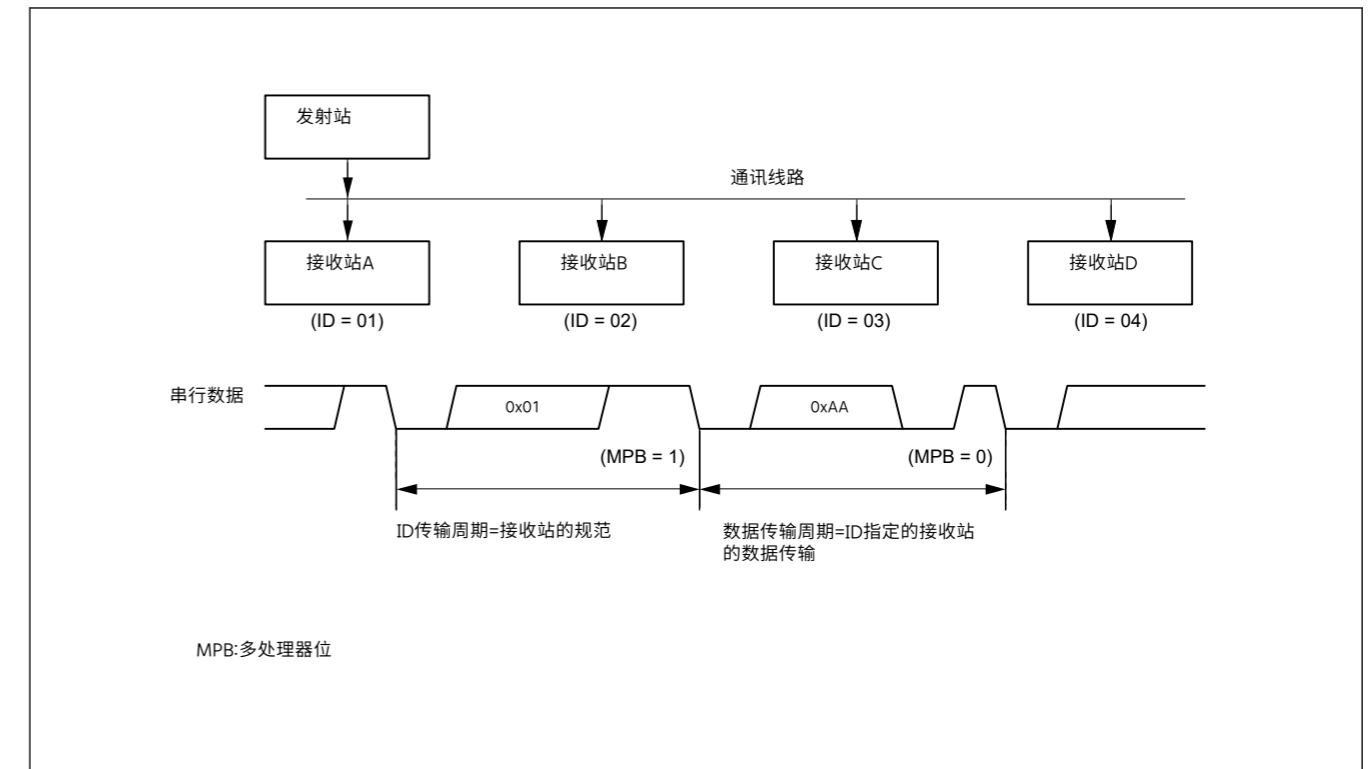 发射站
通讯线路
接收站A
接收站B
接收站C
接收站D
(ID = 01)
(ID = 02)
(ID = 03)
(ID = 04)
串行数据
0x01
0xAA
(MPB = 1)
(MPB = 0)
ID传输周期=接收站的规范
数据传输周期=ID指定的接收站
的数据传输
MPB:多处理器位